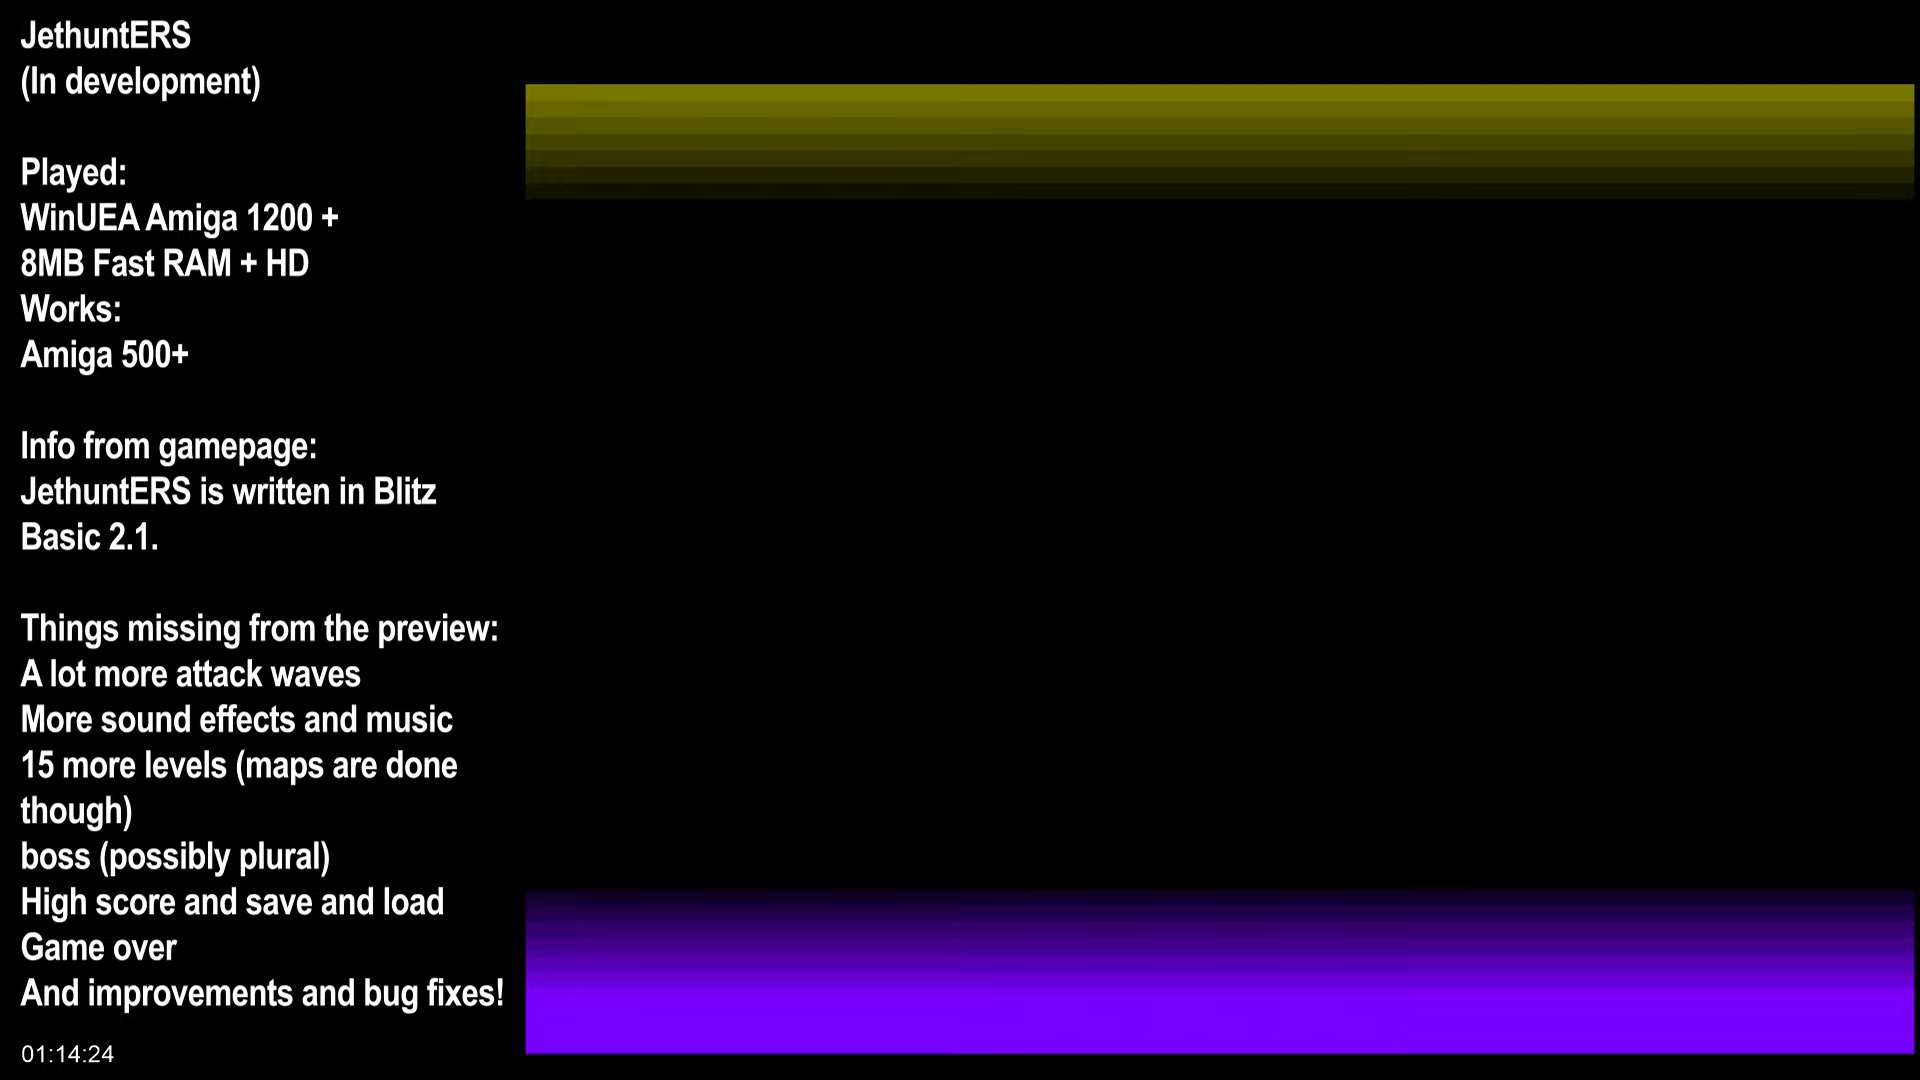 JethuntERS
(In development)
Played:
WinUEA Amiga 1200 +
8MB Fast RAM + HD
Works:
Amiga 500+
Info from gamepage:
JethuntERS is written in Blitz
Basic 2.1.
Things missing from the preview:
A lot more attack waves
More sound effects and music
15 more levels (maps are done
though)
boss (possibly plural)
High score and save and load
Game over
And improvements and bug fixes!
01:14:24